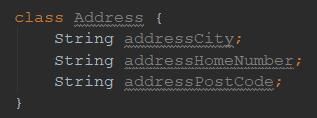 class Address {
    String addressCity;
    String addressHomeNumber;
    String addressPostCode;
}